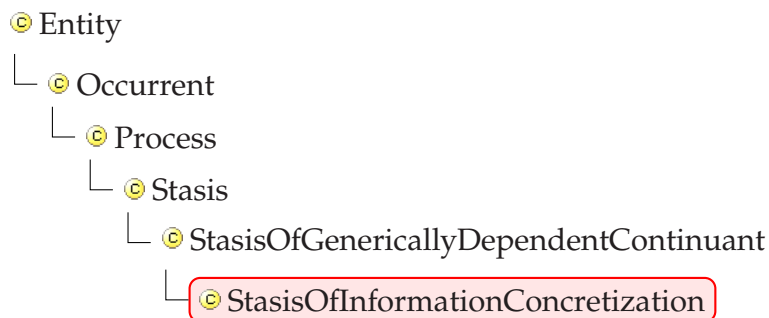 Entity
Occurrent
Process
Stasis
StasisOfGenericallyDependentContinuant
StasisOfInformationConcretization